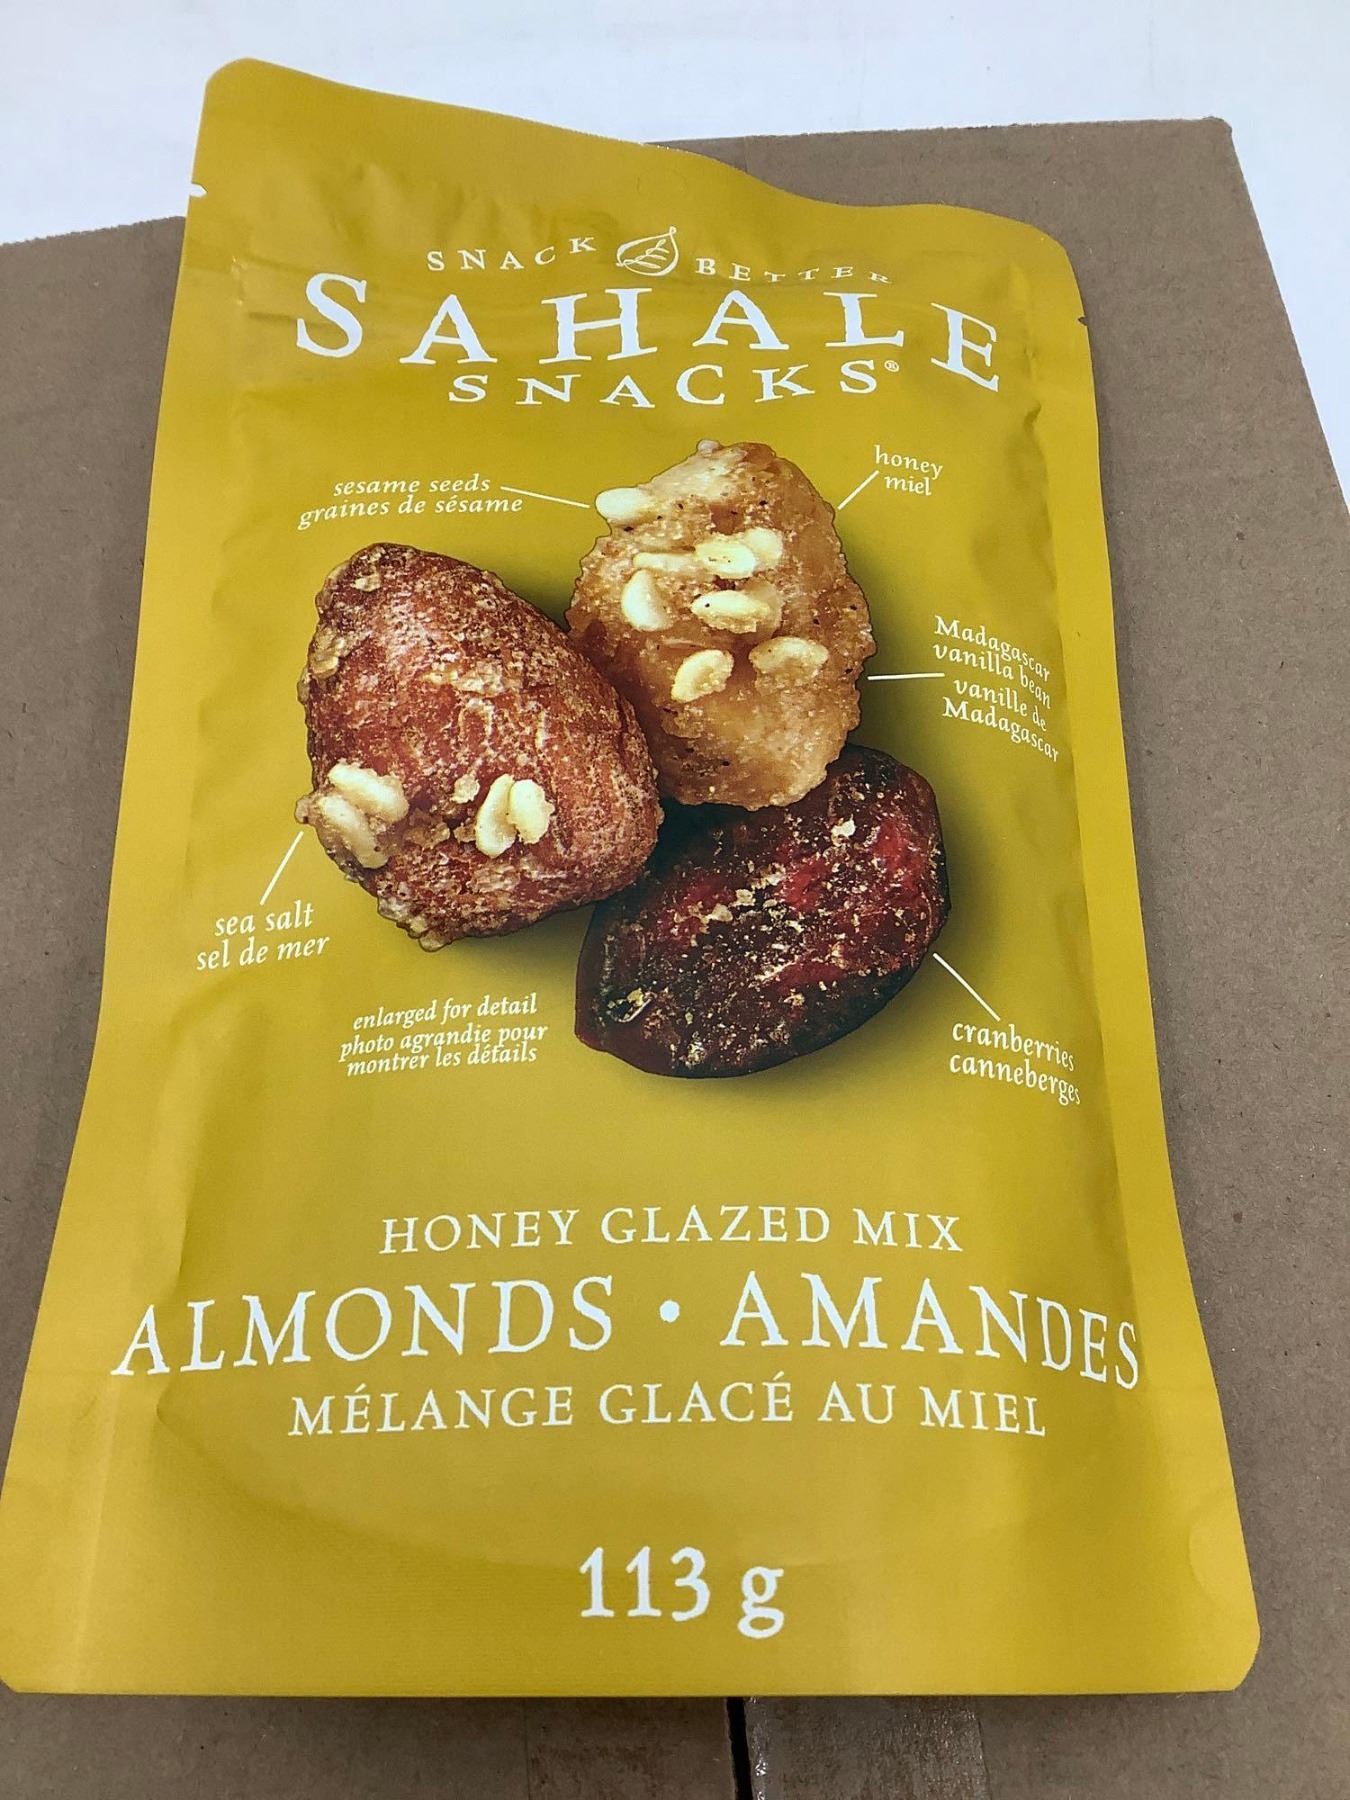 SNACK BETTER
SAHALE
SNACKS®
sesame seeds
graines de sésame
honey
miel
Madagascar
vanilla bean
vanille de
Madagascar
sea salt
sel de mer
enlarged for detail
photo agrandie pour
montrer les détails
cranberries
canneberges
HONEY GLAZED MIX
ALMONDS • AMANDES
MÉLANGE GLACÉ AU MIEL
113 g